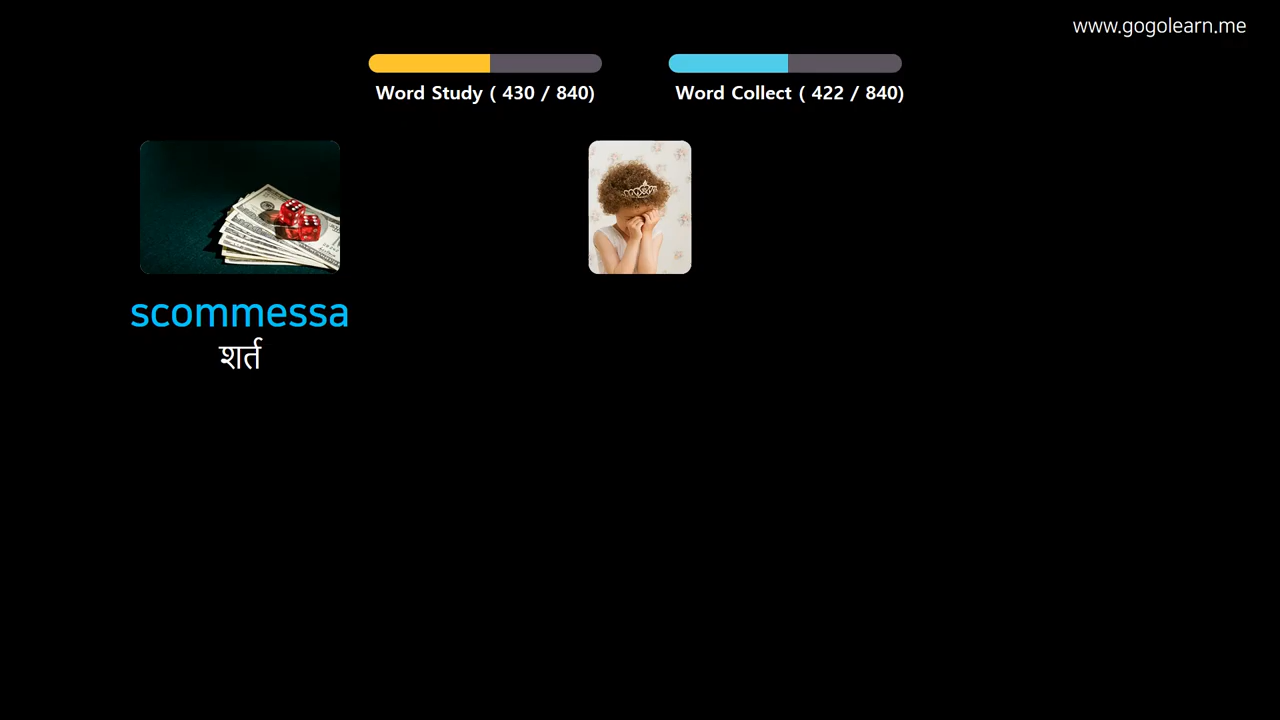 www.gogolearn.me
Word Study ( 430 / 840)
Word Collect ( 422 / 840)
scommessa
शर्त